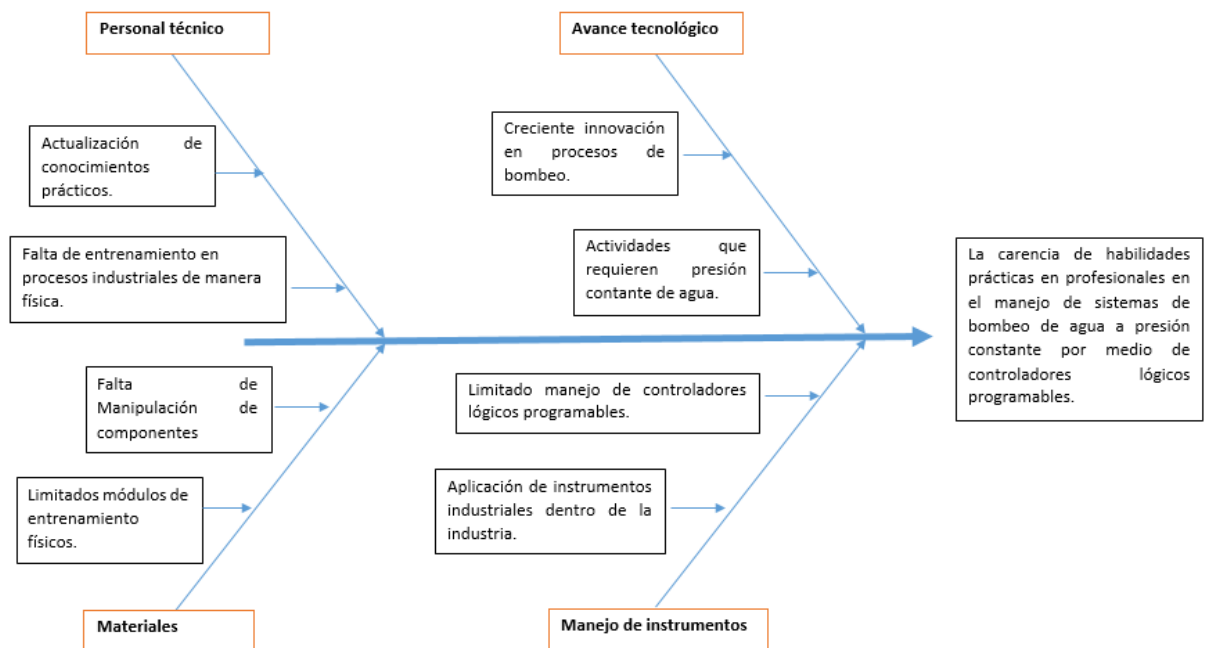 Personal técnico
Avance tecnológico
Actualización de
conocimientos
prácticos.
Creciente innovación
en procesos de
bombeo.
Falta de entrenamiento en
procesos industriales de manera
física.
Actividades que
requieren presión
contante de agua.
La carencia de habilidades
prácticas en profesionales en
el manejo de sistemas de
bombeo de agua a presión
constante por medio de
controladores lógicos
programables.
Falta de
Manipulación de
componentes
Limitado manejo de controladores
lógicos programables.
Limitados módulos de
entrenamiento
físicos.
Aplicación de instrumentos
industriales dentro de la
industria.
Materiales
Manejo de instrumentos